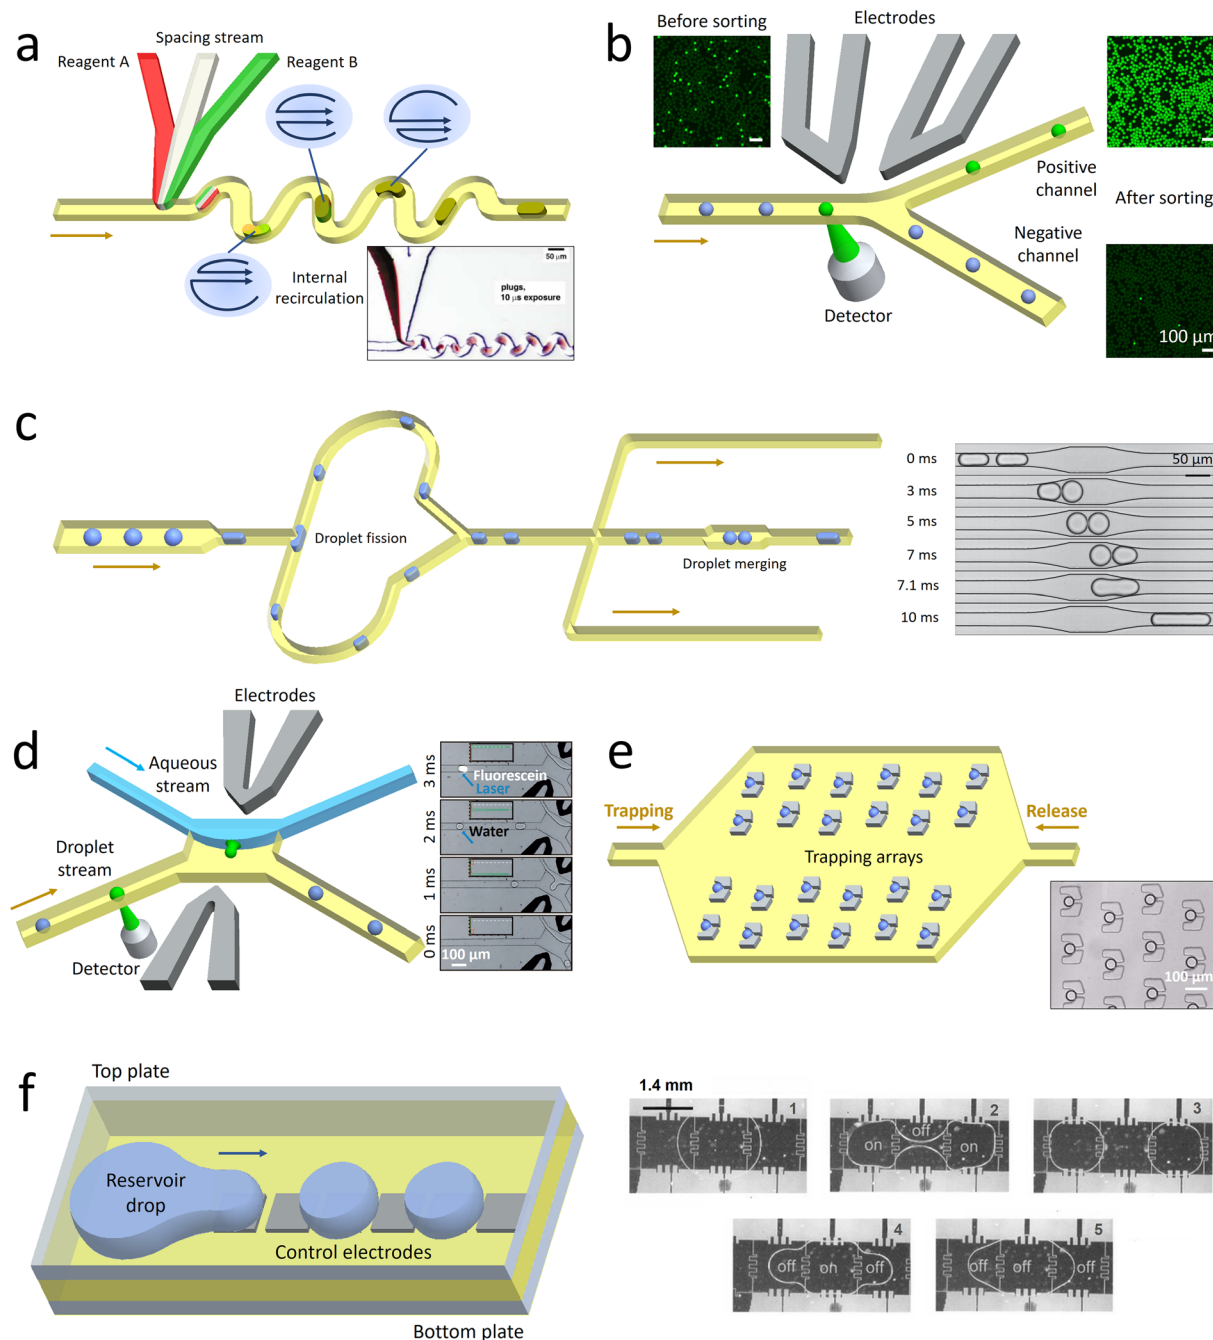 a
Spacing stream
Reagent A
Reagent B
Internal
recirculation
50 μm
plugs,
10 μs exposure
b
Before sorting
Electrodes
Positive
channel
After sorting
Negative
channel
Detector
100 μm
c
Droplet fission
Droplet merging
0 ms
50 μm
3 ms
5 ms
7 ms
7.1 ms
10 ms
d
Electrodes
Aqueous
stream
Droplet
stream
Detector
3 ms
Fluorescein
Laser
2 ms
Water
1 ms
0 ms
100 μm
e
Trapping
Release
Trapping arrays
100 μm
f
Top plate
Reservoir
drop
Control electrodes
Bottom plate
1.4 mm
1
2
off
on
on
3
4
off
on
off
5
off
off
off